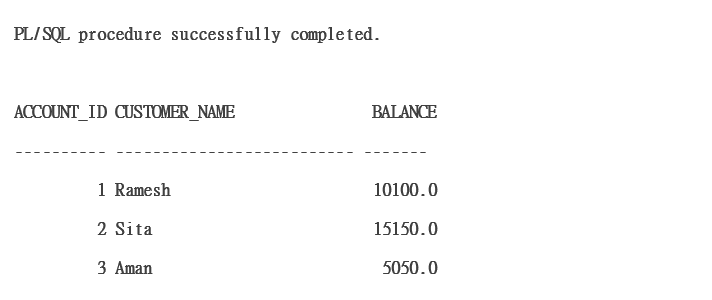 PL/SQL procedure successfully completed.
ACCOUNT_ID CUSTOMER_NAME BALANCE
---------- -------------------------- -------
1 Ramesh 10100.0
2 Sita 15150.0
3 Aman 5050.0